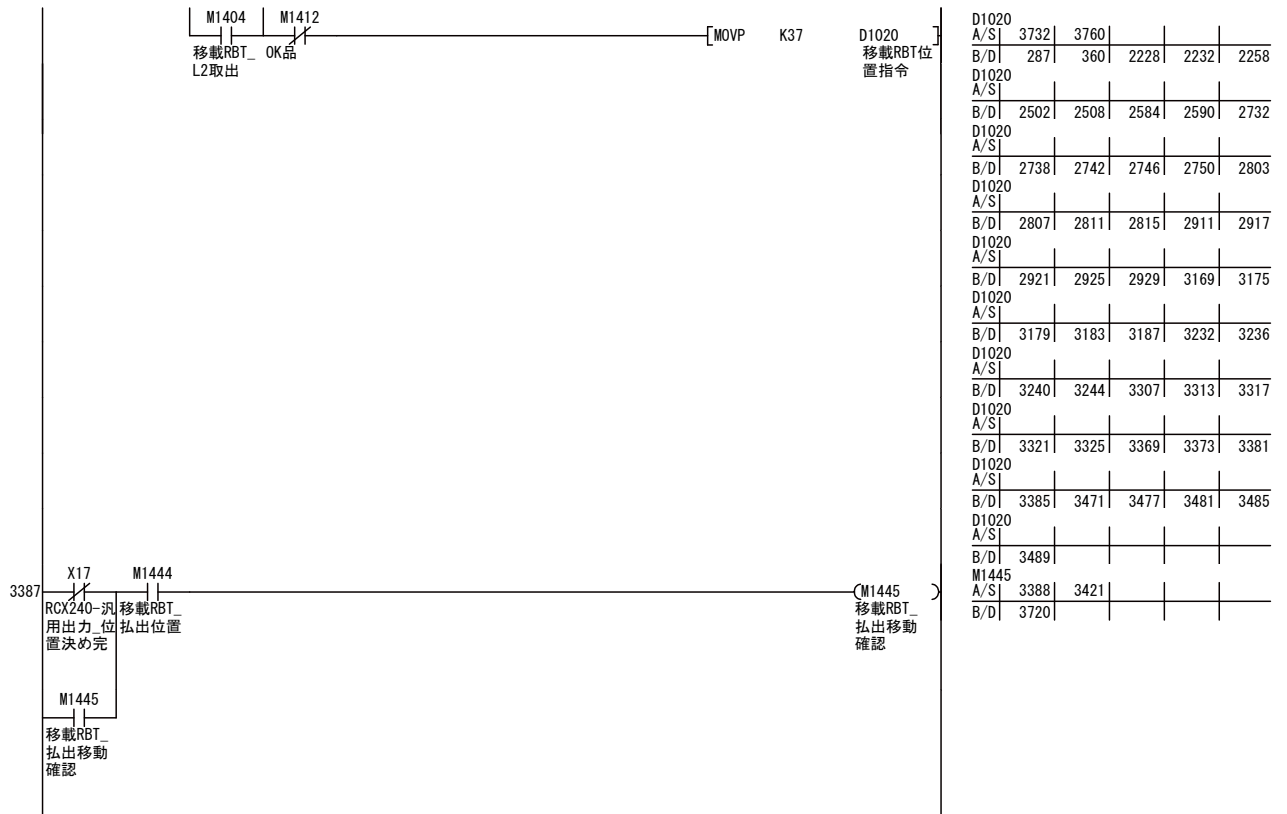 M1404 M1412
[MOVP K37 D1020 ]
移載RBT_ OK品 移載RBT位
L2取出 置指令
D1020
A/S 3732 3760
B/D 287 360 2228 2232 2258
D1020
A/S
B/D 2502 2508 2584 2590 2732
D1020
A/S
B/D 2738 2742 2746 2750 2803
D1020
A/S
B/D 2807 2811 2815 2911 2917
D1020
A/S
B/D 2921 2925 2929 3169 3175
D1020
A/S
B/D 3179 3183 3187 3232 3236
D1020
A/S
B/D 3240 3244 3307 3313 3317
D1020
A/S
B/D 3321 3325 3369 3373 3381
D1020
A/S
B/D 3385 3471 3477 3481 3485
D1020
A/S
B/D 3489
X17 M1444
3387 (M1445 )
RCX240-汎 移載RBT_ 移載RBT_
用出力_位 払出位置 払出移動
置決め完 確認
M1445
A/S 3388 3421
B/D 3720
M1445
移載RBT_
払出移動
確認